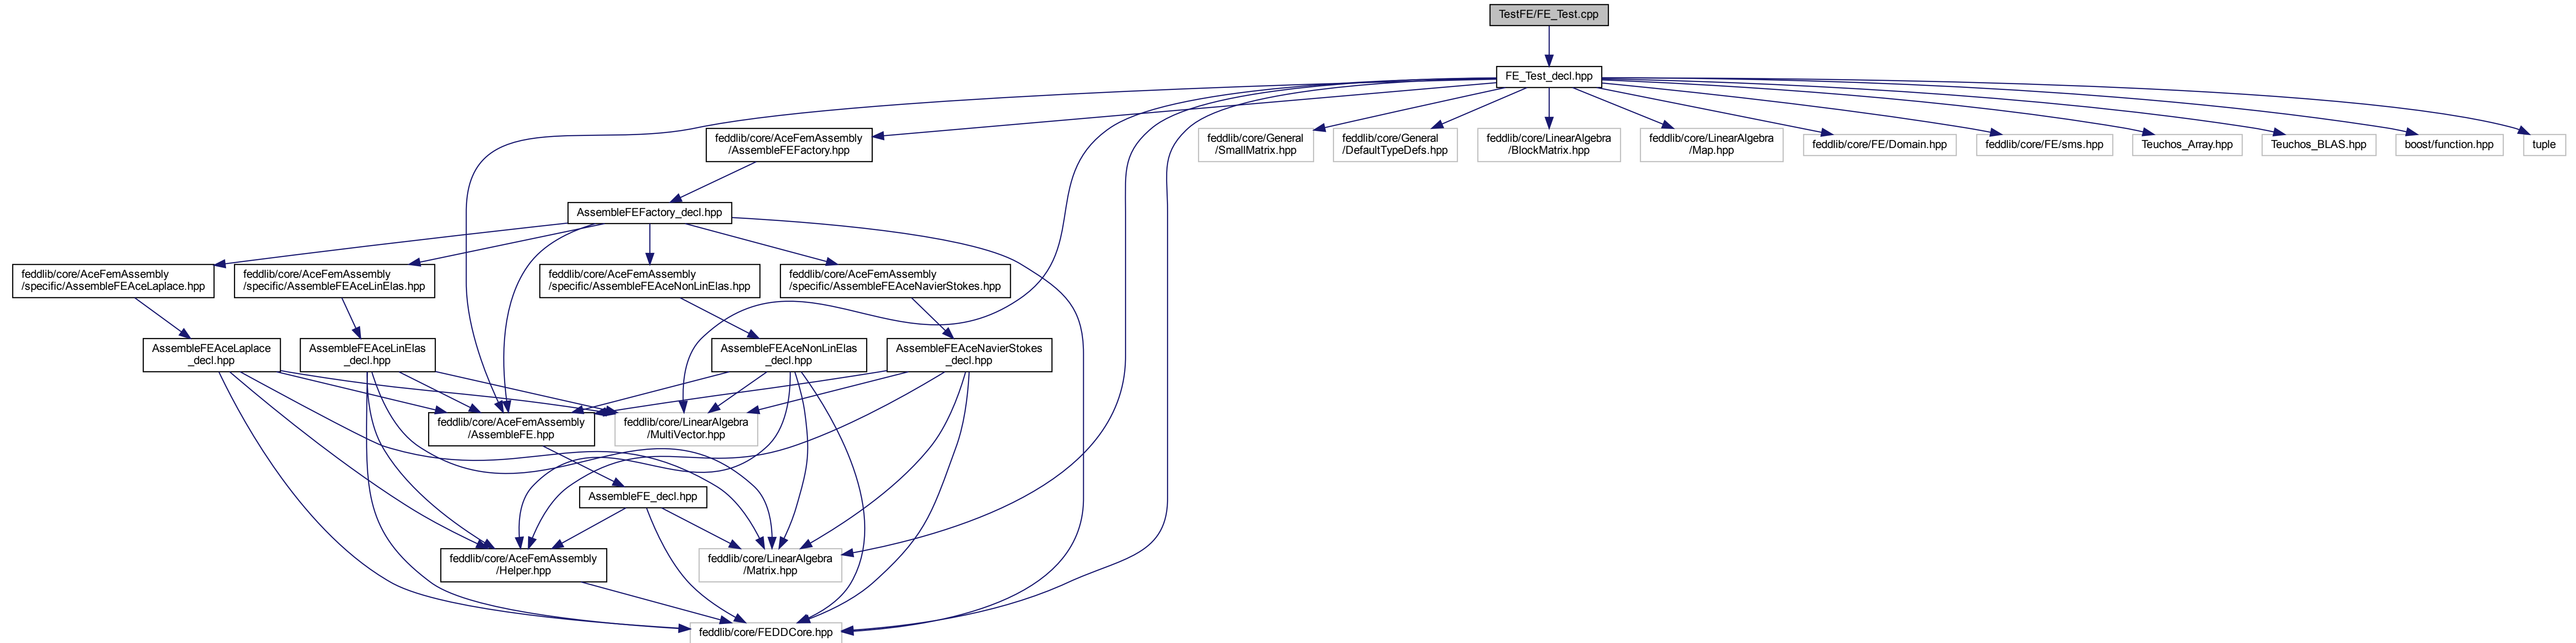 TestFE/FE_Test.cpp
FE_Test_decl.hpp
feddlib/core/AceFemAssembly
/AssembleFEFactory.hpp
feddlib/core/General
/SmallMatrix.hpp
feddlib/core/General
/DefaultTypeDefs.hpp
feddlib/core/LinearAlgebra
/BlockMatrix.hpp
feddlib/core/LinearAlgebra
/Map.hpp
feddlib/core/FE/Domain.hpp
feddlib/core/FE/sms.hpp
Teuchos_Array.hpp
Teuchos_BLAS.hpp
boost/function.hpp
tuple
AssembleFEFactory_decl.hpp
feddlib/core/AceFemAssembly
/specific/AssembleFEAceLaplace.hpp
feddlib/core/AceFemAssembly
/specific/AssembleFEAceLinElas.hpp
feddlib/core/AceFemAssembly
/specific/AssembleFEAceNonLinElas.hpp
feddlib/core/AceFemAssembly
/specific/AssembleFEAceNavierStokes.hpp
AssembleFEAceLaplace
_decl.hpp
AssembleFEAceLinElas
_decl.hpp
AssembleFEAceNonLinElas
_decl.hpp
AssembleFEAceNavierStokes
_decl.hpp
feddlib/core/AceFemAssembly
/AssembleFE.hpp
feddlib/core/LinearAlgebra
/MultiVector.hpp
AssembleFE_decl.hpp
feddlib/core/AceFemAssembly
/Helper.hpp
feddlib/core/LinearAlgebra
/Matrix.hpp
feddlib/core/FEDDCore.hpp